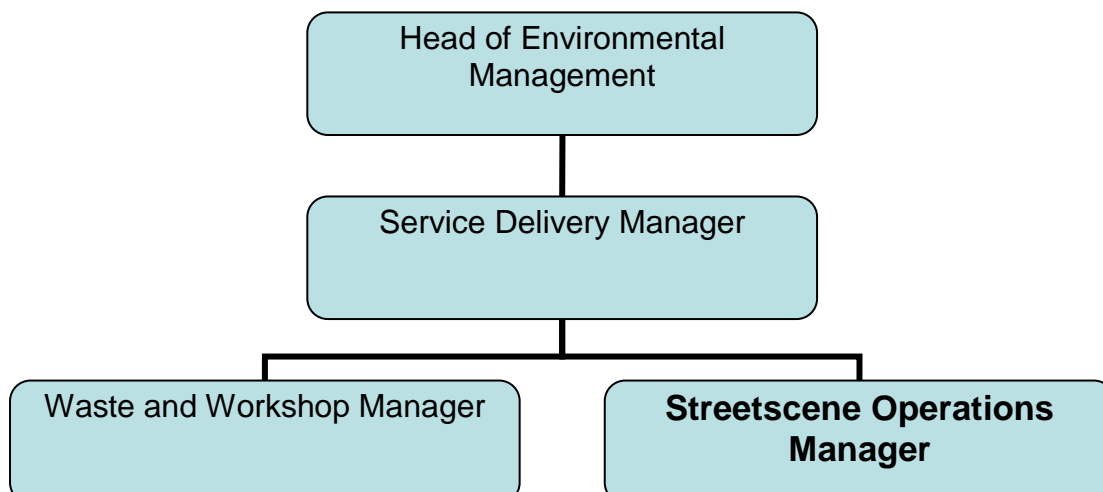 Head of Environmental
Management
Service Delivery Manager
Waste and Workshop Manager
Streetscene Operations
Manager